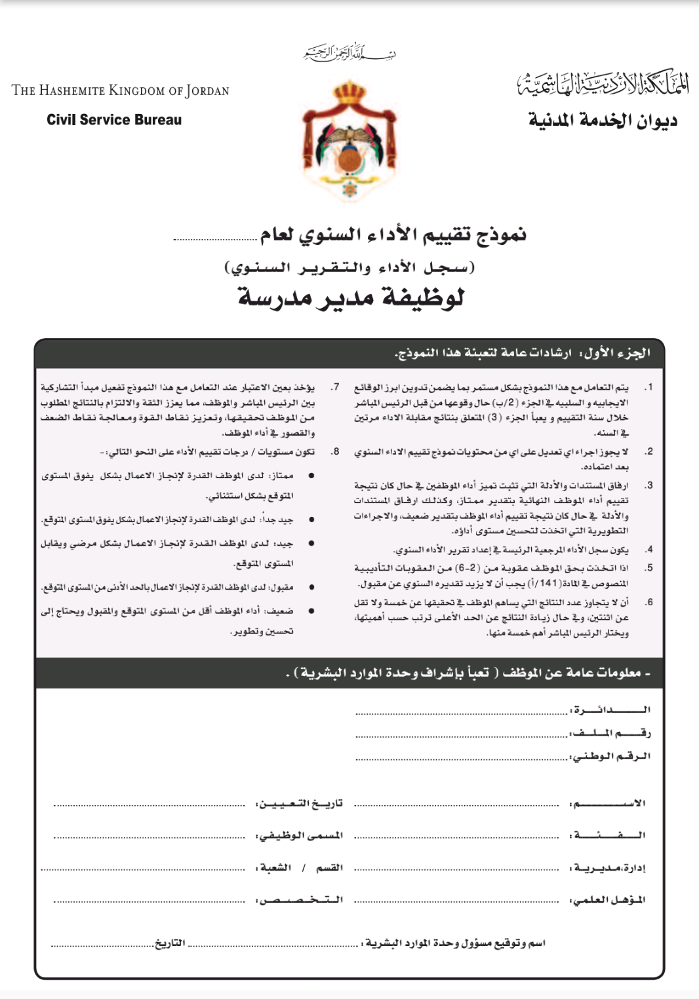 بسم الله الرحمن الرحيم
المملكة الأردنية الهاشمية
ديوان الخدمة المدنية
THE HASHEMITE KINGDOM OF JORDAN
Civil Service Bureau
نموذج تقييم الأداء السنوي لعام ........................
(سجل الأداء والتقرير السنوي)
لوظيفة مدير مدرسة
الجزء الأول: ارشادات عامة لتعبئة هذا النموذج.
1. يتم التعامل مع هذا النموذج بشكل مستمر بما يضمن تدوين ابرز الوقائع
الايجابيه و السلبيه في الجزء (2/ب) حال وقوعها من قبل الرئيس المباشر
خلال سنة التقييم و يعبأ الجزء (3) المتعلق بنتائج مقابلة الاداء مرتين
في السنه.
2. لا يجوز اجراء اي تعديل على اي من محتويات نموذج تقييم الاداء السنوي
بعد اعتماده.
3. ارفاق المستندات والأدلة التي تثبت تميز أداء الموظفين في حال كان نتيجة
تقييم أداء الموظف النهائية بتقدير ممتاز، وكذلك ارفاق المستندات
والأدلة في حال كان نتيجة تقييم أداء الموظف بتقدير ضعيف، والاجراءات
التطويرية التي اتخذت لتحسين مستوى أداؤه.
4. يكون سجل الأداء المرجعية الرئيسة في إعداد تقرير الأداء السنوي.
5. اذا اتخذت بحق الموظف عقوبة من (2-6) من العقوبات التأديبية
المنصوص في المادة(141/أ) يجب أن لا يزيد تقديره السنوي عن مقبول.
6. أن لا يتجاوز عدد النتائج التي يساهم الموظف في تحقيقها عن خمسة ولا تقل
عن اثنتين، وفي حال زيادة النتائج عن الحد الأعلى ترتب حسب أهميتها،
ويختار الرئيس المباشر أهم خمسة منها.
7. يؤخذ بعين الاعتبار عند التعامل مع هذا النموذج تفعيل مبدأ التشاركية
بين الرئيس المباشر والموظف، مما يعزز الثقة والالتزام بالنتائج المطلوب
من الموظف تحقيقها، وتعزيز نقاط القوة ومعالجة نقاط الضعف
والقصور في أداء الموظف.
8. تكون مستويات / درجات تقييم الأداء على النحو التالي:-
● ممتاز: لدى الموظف القدرة لإنجاز الاعمال بشكل يفوق المستوى
المتوقع بشكل استثنائي.
● جيد جداً: لدى الموظف القدرة لإنجاز الاعمال بشكل يفوق المستوى المتوقع.
● جيد: لدى الموظف القدرة لإنجاز الاعمال بشكل مرضي ويقابل
المستوى المتوقع.
● مقبول: لدى الموظف القدرة لإنجاز الاعمال بالحد الأدنى من المستوى المتوقع.
● ضعيف: أداء الموظف أقل من المستوى المتوقع والمقبول ويحتاج إلى
تحسين وتطوير.
- معلومات عامة عن الموظف ( تعبأ بإشراف وحدة الموارد البشرية) .
الدائرة: ........................
رقم الملف: ........................
الرقم الوطني: ........................
الاسم: ........................ تاريخ التعيين: ........................
الفئة: ........................ المسمى الوظيفي: ........................
إدارة،مديرية: ........................ القسم / الشعبة: ........................
المؤهل العلمي: ........................ التخصص: ........................
اسم وتوقيع مسؤول وحدة الموارد البشرية: ........................ التاريخ ........................